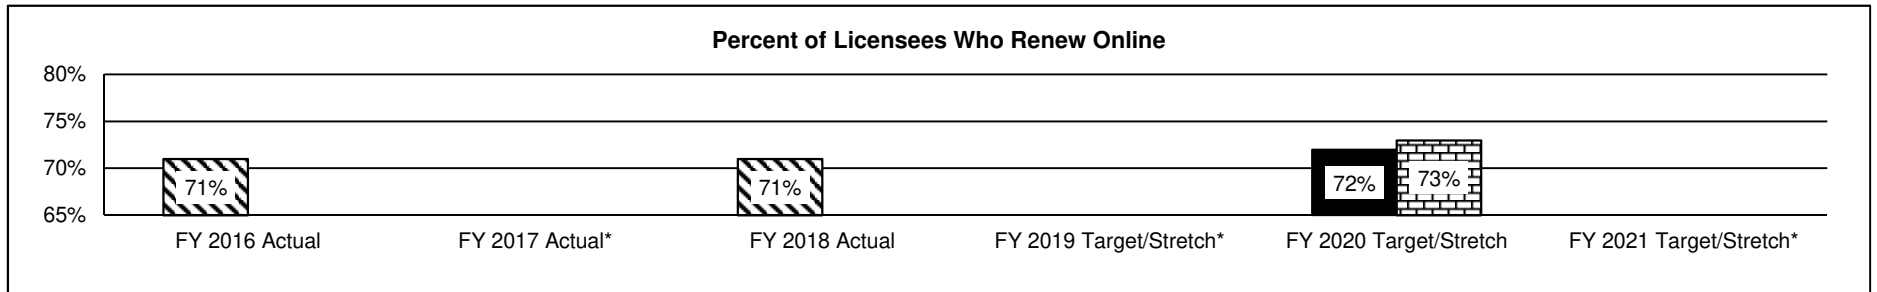 Percent of Licensees Who Renew Online
80%
75%
70%
65%
71%
71%
72%
73%
FY 2016 Actual
FY 2017 Actual*
FY 2018 Actual
FY 2019 Target/Stretch*
FY 2020 Target/Stretch
FY 2021 Target/Stretch*